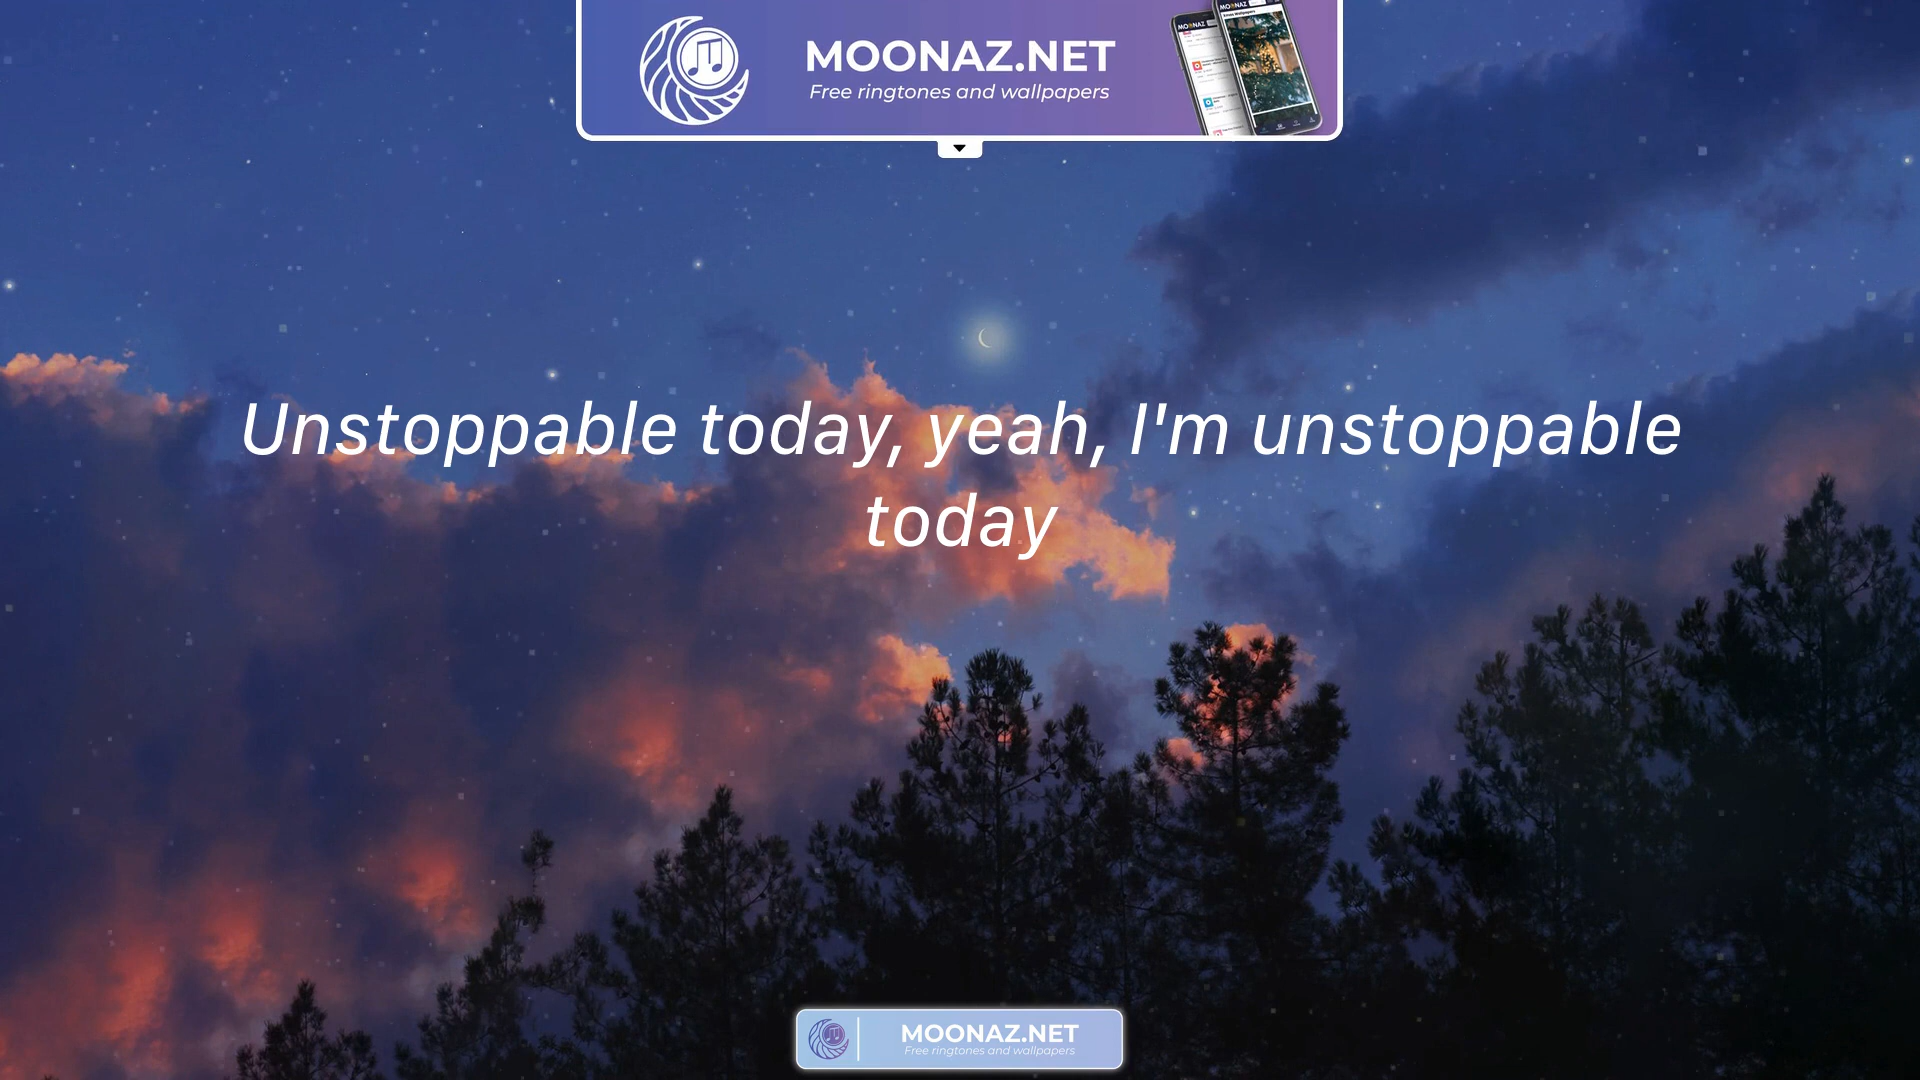 MOONAZ.NET
Free ringtones and wallpapers
Unstoppable today, yeah, I'm unstoppable
today
MOONAZ.NET
Free ringtones and wallpapers